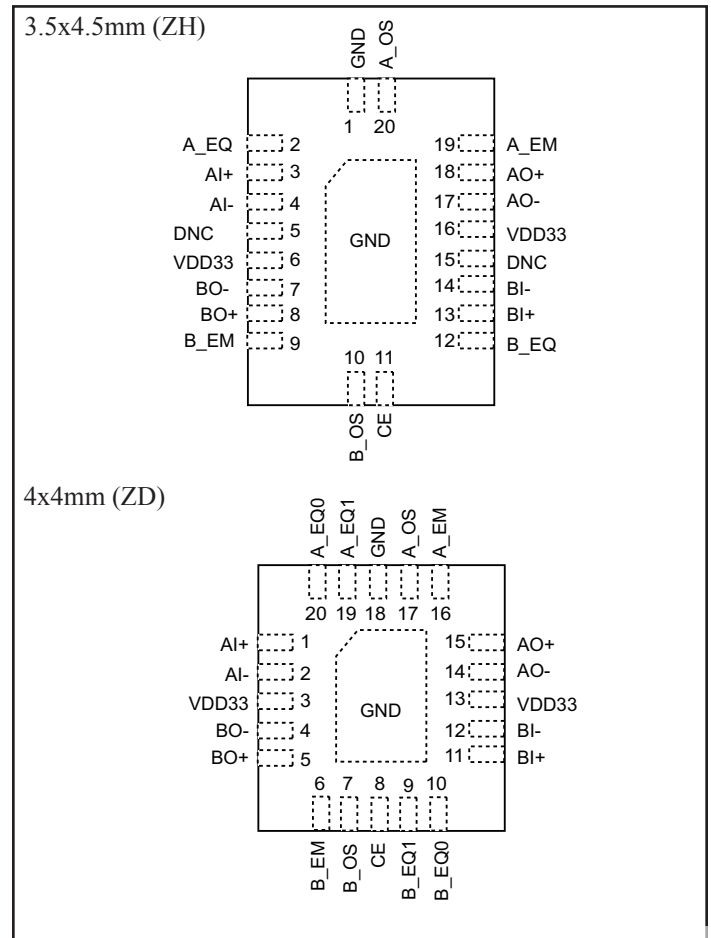 3.5x4.5mm (ZH)
GND
A_OS
1 20
A_EQ 2 19 A_EM
AI+ 3 18 AO+
AI- 4 17 AO-
DNC 5 16 VDD33
VDD33 6 15 DNC
BO- 7 14 BI-
BO+ 8 13 BI+
B_EM 9 12 B_EQ
GND
10 11
B_OS
CE
4x4mm (ZD)
A_EQ0
A_EQ1
GND
A_OS
A_EM
20 19 18 17 16
AI+ 1 15 AO+
AI- 2 14 AO-
VDD33 3 13 VDD33
BO- 4 12 BI-
BO+ 5 11 BI+
GND
6 7 8 9 10
B_EM
B_OS
CE
B_EQ1
B_EQ0